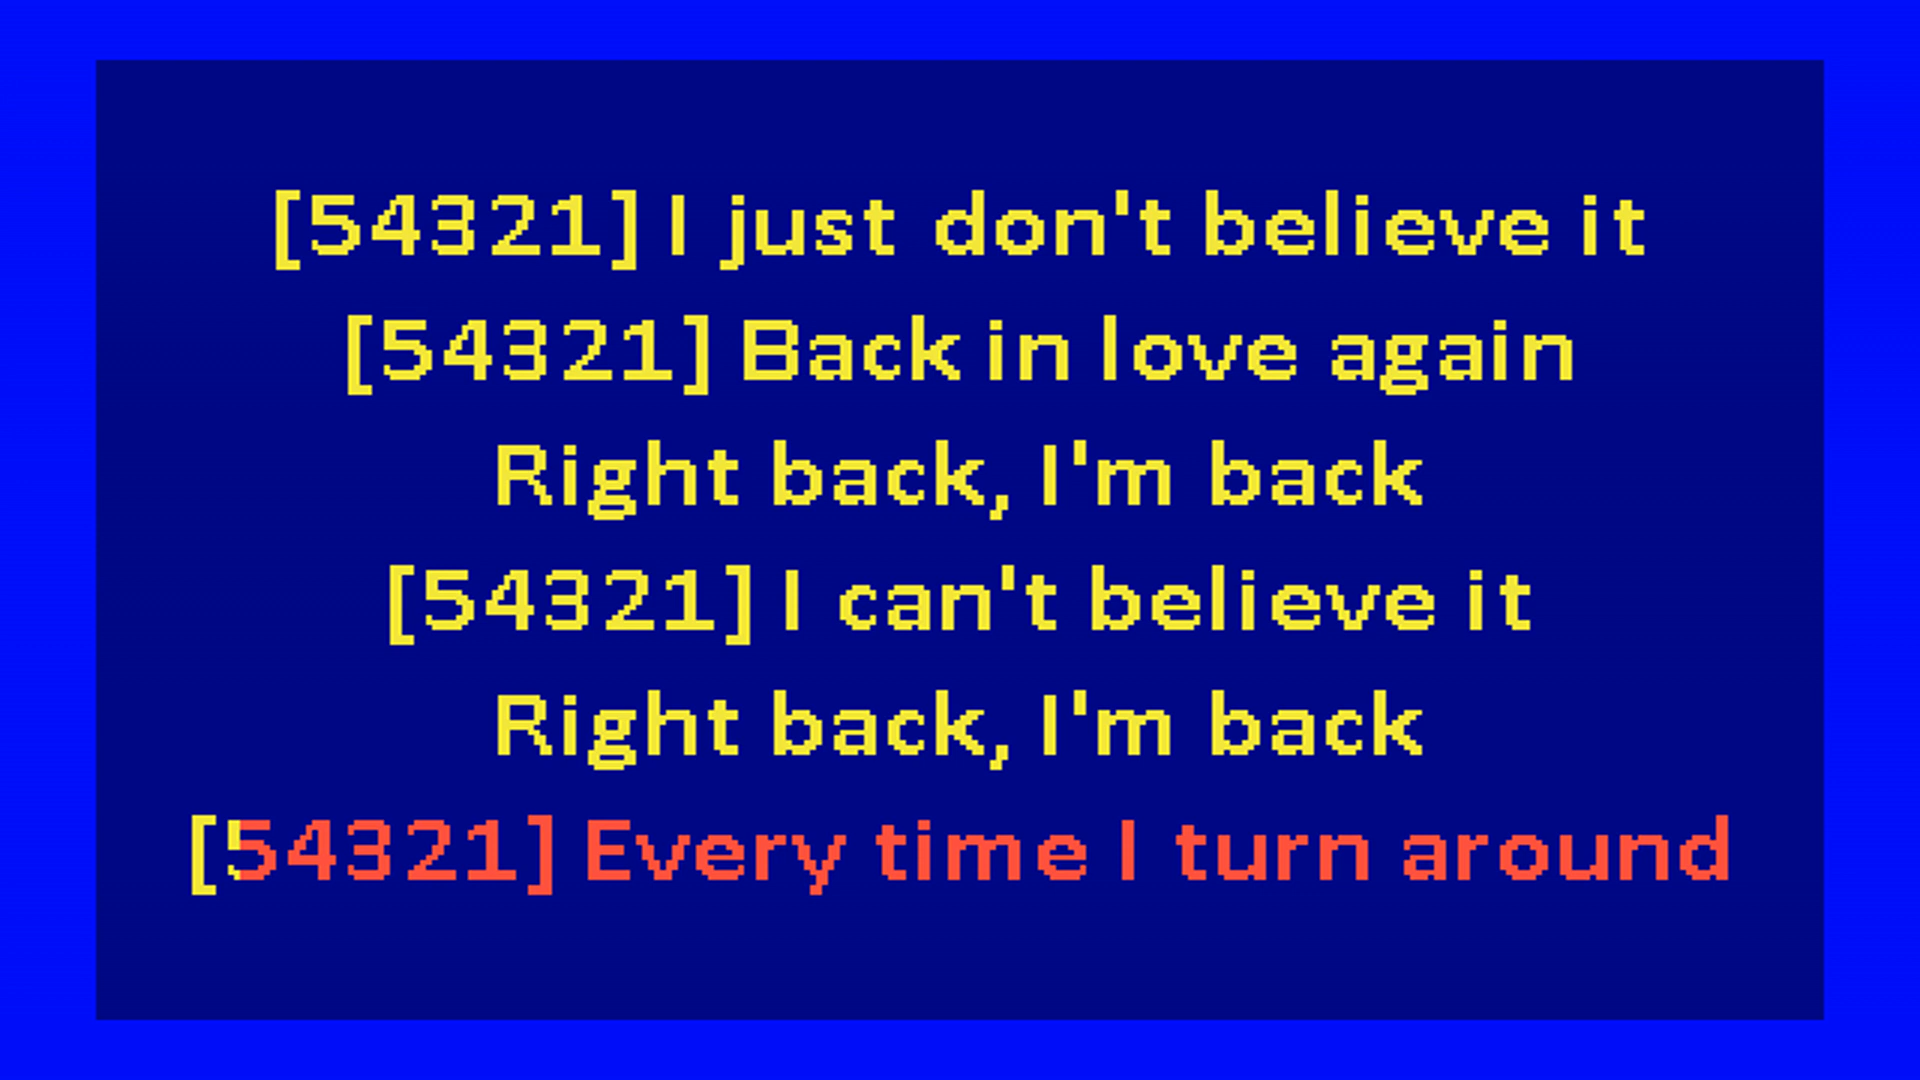 [54321] I just don't believe it
[54321] Back in love again
Right back, I'm back
[54321] I can't believe it
Right back, I'm back
[54321] Every time I turn around